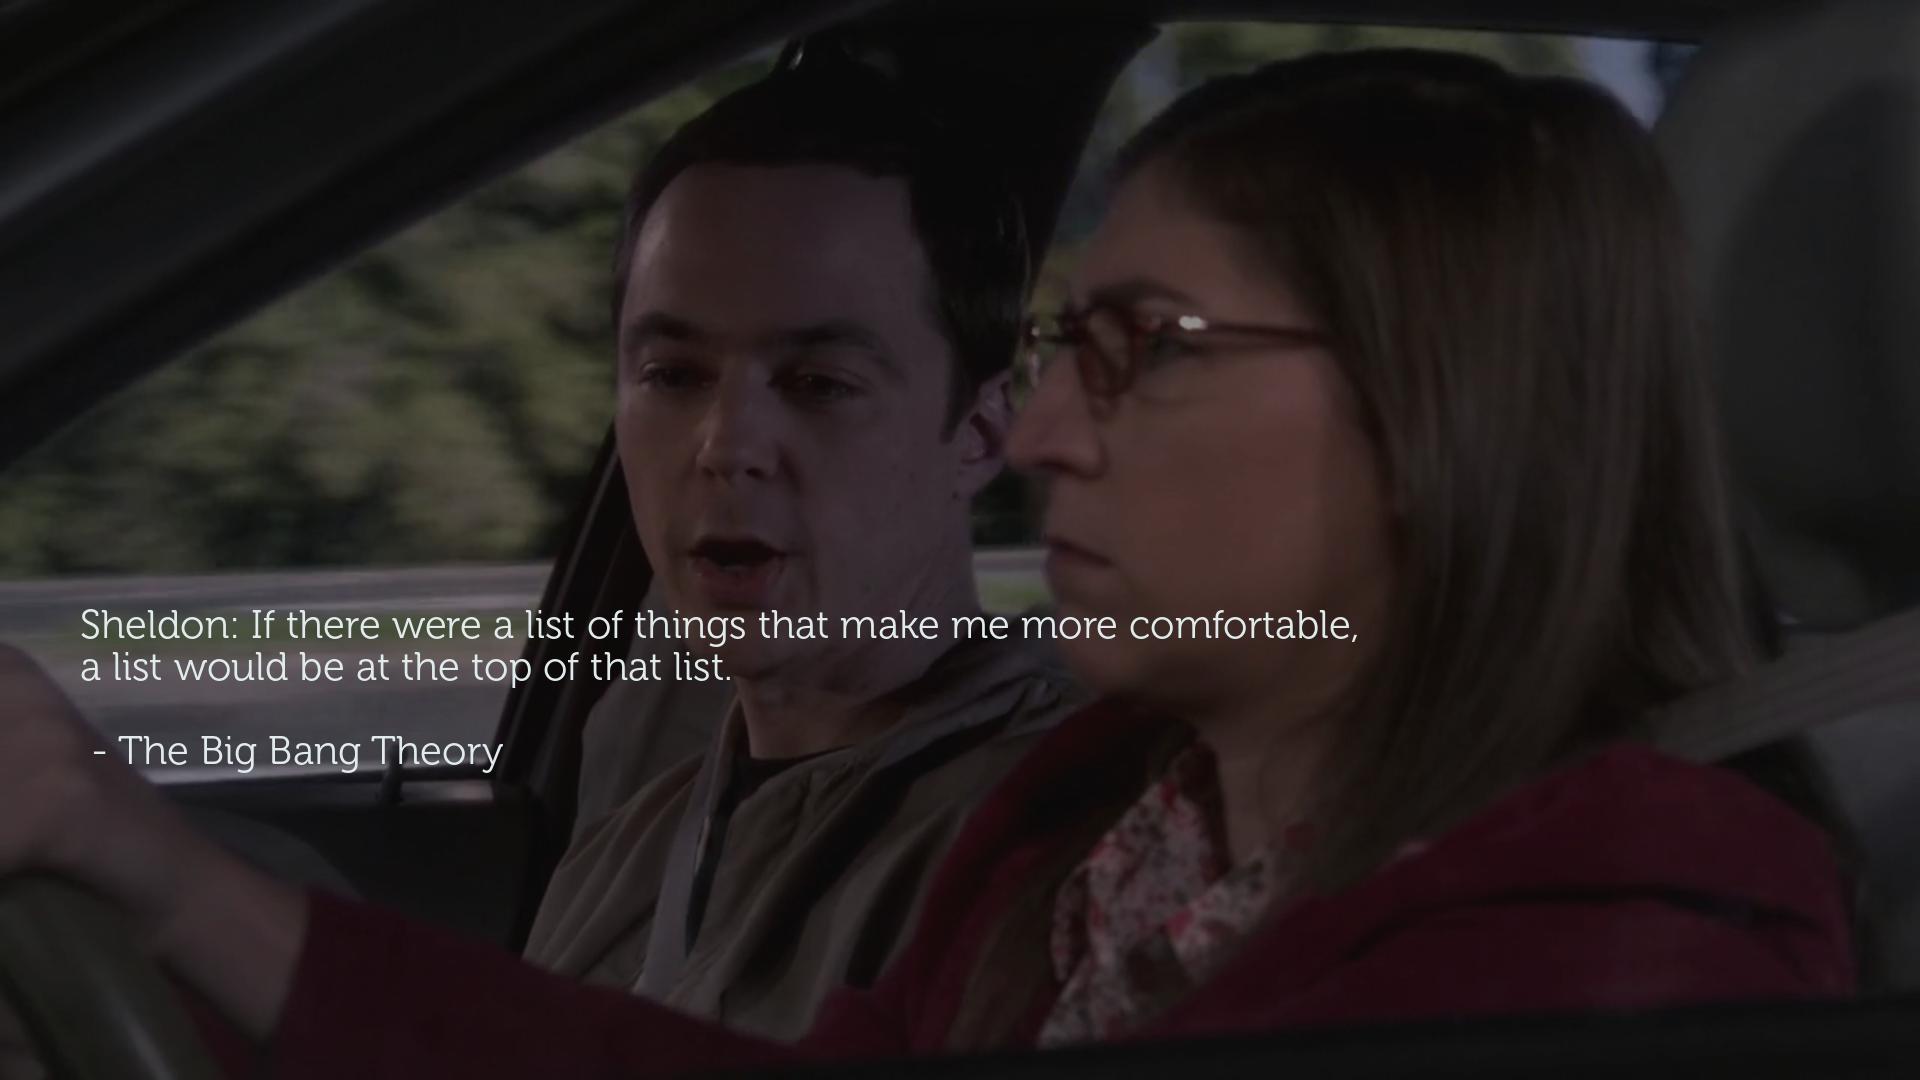 Sheldon: If there were a list of things that make me more comfortable,
a list would be at the top of that list.
- The Big Bang Theory